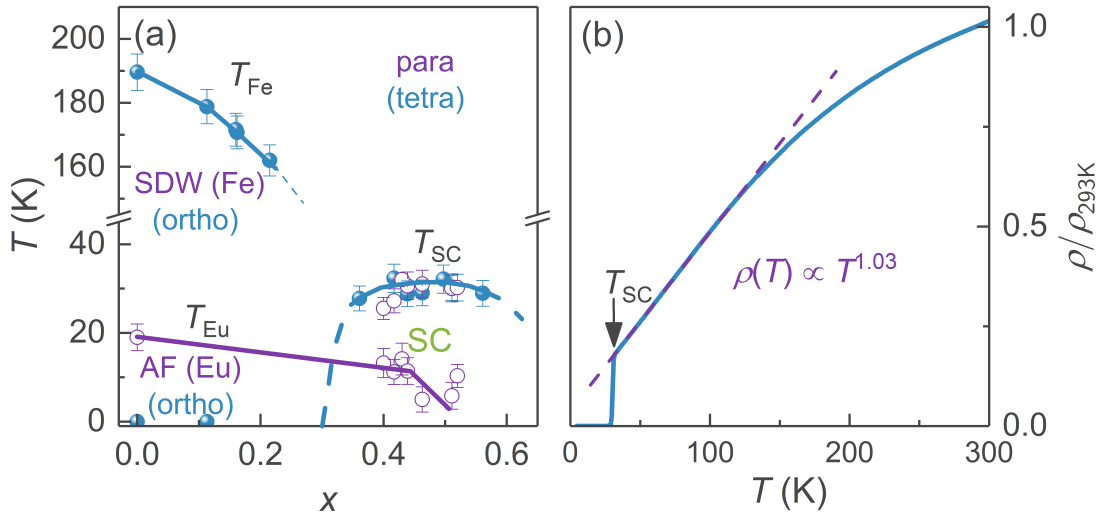 (a)
200
180
160
40
20
0
T (K)
T_Fe
para
(tetra)
SDW (Fe)
(ortho)
T_SC
T_Eu
SC
AF (Eu)
(ortho)
0.0
0.2
0.4
0.6
x
(b)
1.0
0.5
0.0
ρ/ρ_293K
ρ(T) ∝ T^1.03
T_SC
0
100
200
300
T (K)